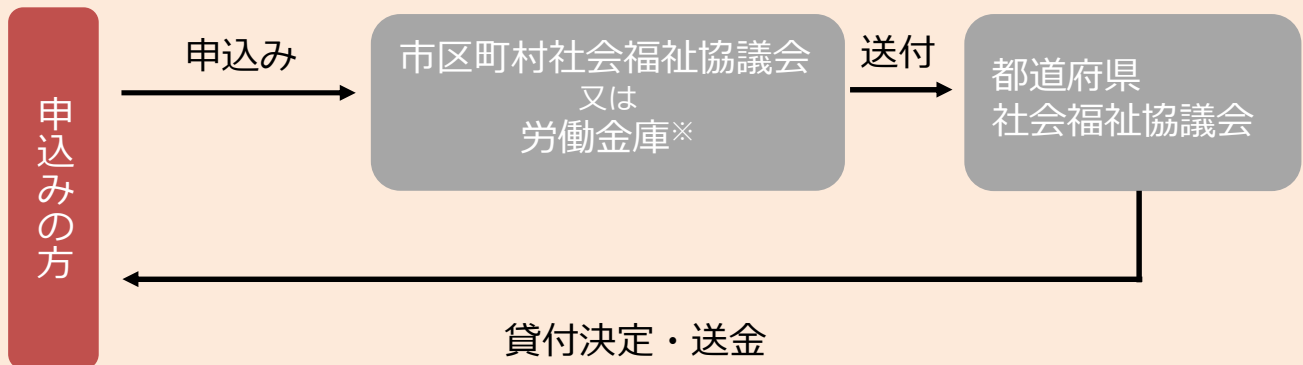 申込みの方
申込み
市区町村社会福祉協議会
又は
労働金庫※
送付
都道府県
社会福祉協議会
貸付決定・送金